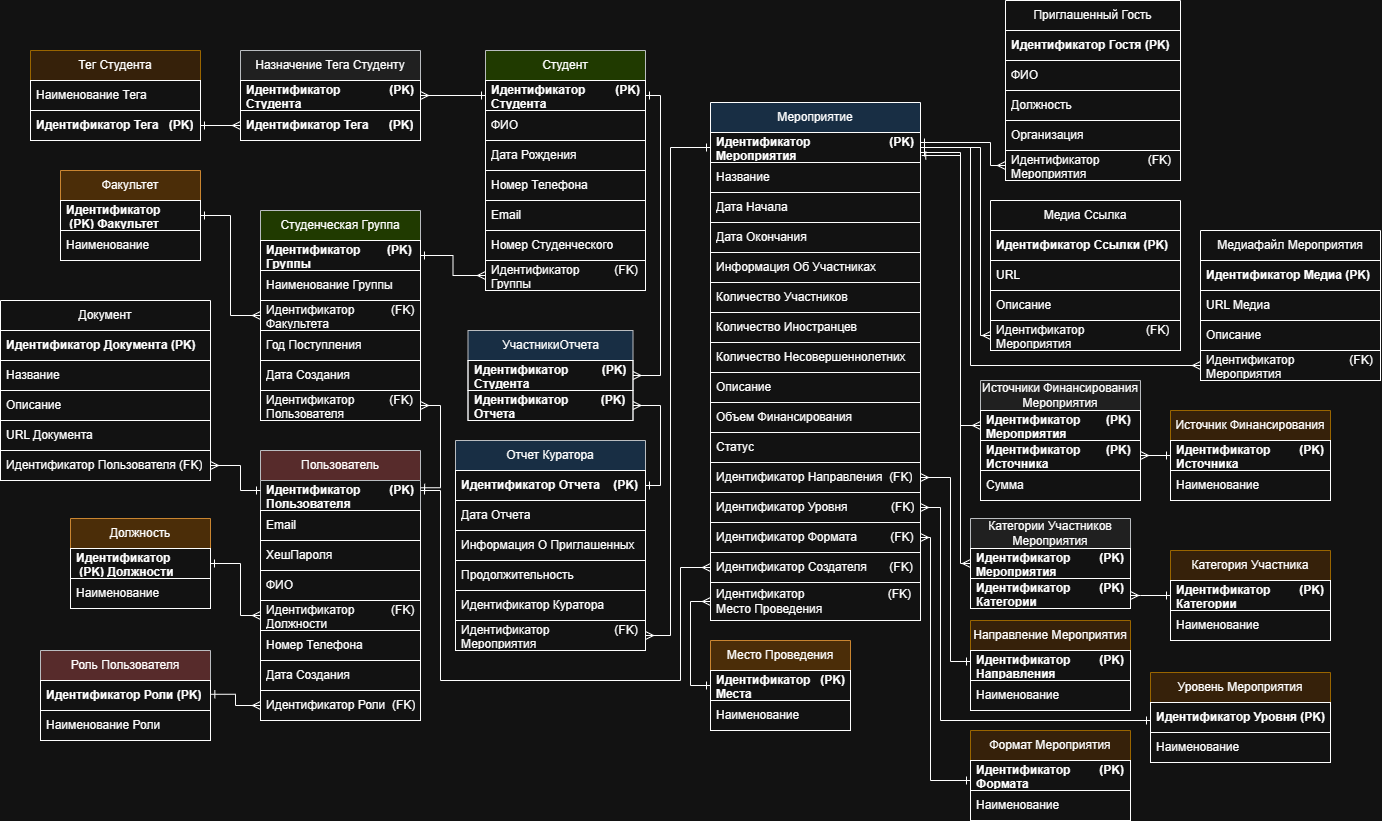 Приглашенный Гость
Идентификатор Гостя (PK)
ФИО
Должность
Организация
Идентификатор (FK)
Мероприятия
Тег Студента
Наименование Тега
Идентификатор Тега (PK)
Назначение Тега Студенту
Идентификатор (PK)
Студента
Идентификатор Тега (PK)
Студент
Идентификатор (PK)
Студента
ФИО
Дата Рождения
Номер Телефона
Email
Номер Студенческого
Идентификатор (FK)
Группы
Мероприятие
Идентификатор (PK)
Мероприятия
Название
Дата Начала
Дата Окончания
Информация Об Участниках
Количество Участников
Количество Иностранцев
Количество Несовершеннолетних
Описание
Объем Финансирования
Статус
Идентификатор Направления (FK)
Идентификатор Уровня (FK)
Идентификатор Формата (FK)
Идентификатор Создателя (FK)
Идентификатор (FK)
Место Проведения
Факультет
Идентификатор
(PK) Факультет
Наименование
Студенческая Группа
Идентификатор (PK)
Группы
Наименование Группы
Идентификатор (FK)
Факультета
Год Поступления
Дата Создания
Идентификатор (FK)
Пользователя
Медиа Ссылка
Идентификатор Ссылки (PK)
URL
Описание
Идентификатор (FK)
Мероприятия
Медиафайл Мероприятия
Идентификатор Медиа (PK)
URL Медиа
Описание
Идентификатор (FK)
Мероприятия
Документ
Идентификатор Документа (PK)
Название
Описание
URL Документа
Идентификатор Пользователя (FK)
УчастникиОтчета
Идентификатор (PK)
Студента
Идентификатор (PK)
Отчета
Источники Финансирования
Мероприятия
Идентификатор (PK)
Мероприятия
Идентификатор (PK)
Источника
Сумма
Источник Финансирования
Идентификатор (PK)
Источника
Наименование
Пользователь
Идентификатор (PK)
Пользователя
Email
ХешПароля
ФИО
Идентификатор (FK)
Должности
Номер Телефона
Дата Создания
Идентификатор Роли (FK)
Отчет Куратора
Идентификатор Отчета (PK)
Дата Отчета
Информация О Приглашенных
Продолжительность
Идентификатор Куратора
Идентификатор (FK)
Мероприятия
Должность
Идентификатор
(PK) Должности
Наименование
Категории Участников
Мероприятия
Идентификатор (PK)
Мероприятия
Идентификатор (PK)
Категории
Категория Участника
Идентификатор (PK)
Категории
Наименование
Роль Пользователя
Идентификатор Роли (PK)
Наименование Роли
Место Проведения
Идентификатор (PK)
Места
Наименование
Направление Мероприятия
Идентификатор (PK)
Направления
Наименование
Уровень Мероприятия
Идентификатор Уровня (PK)
Наименование
Формат Мероприятия
Идентификатор (PK)
Формата
Наименование